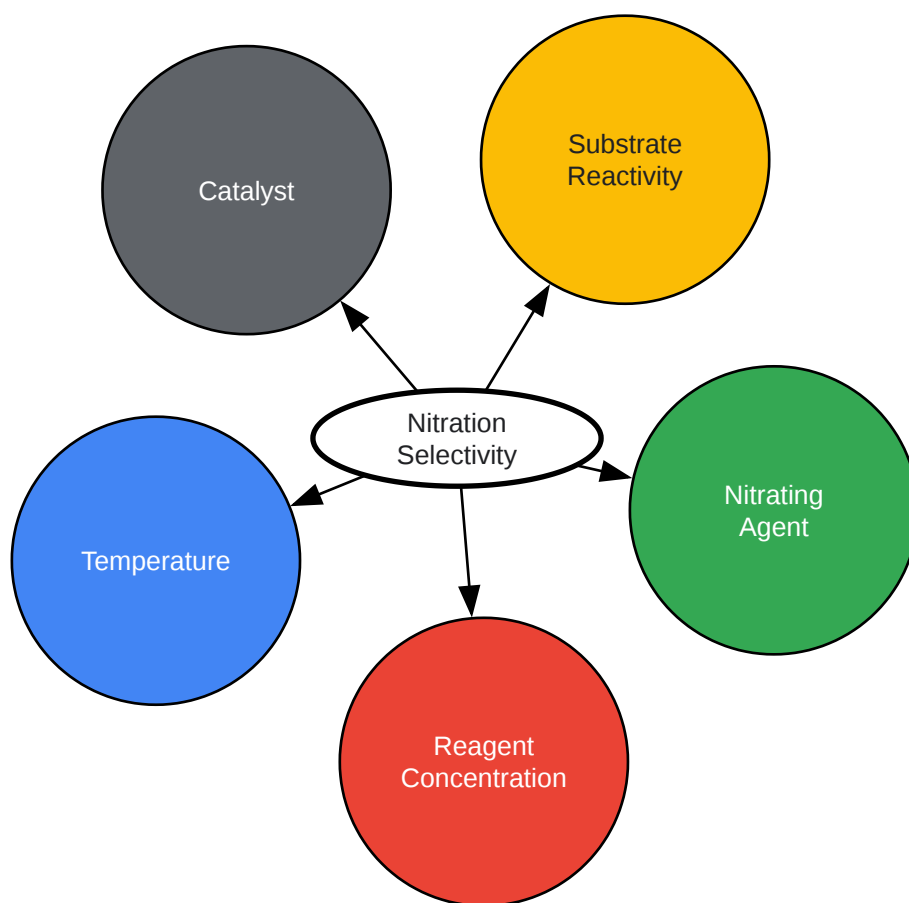 Substrate
Reactivity
Catalyst
Nitration
Selectivity
Nitrating
Agent
Temperature
Reagent
Concentration